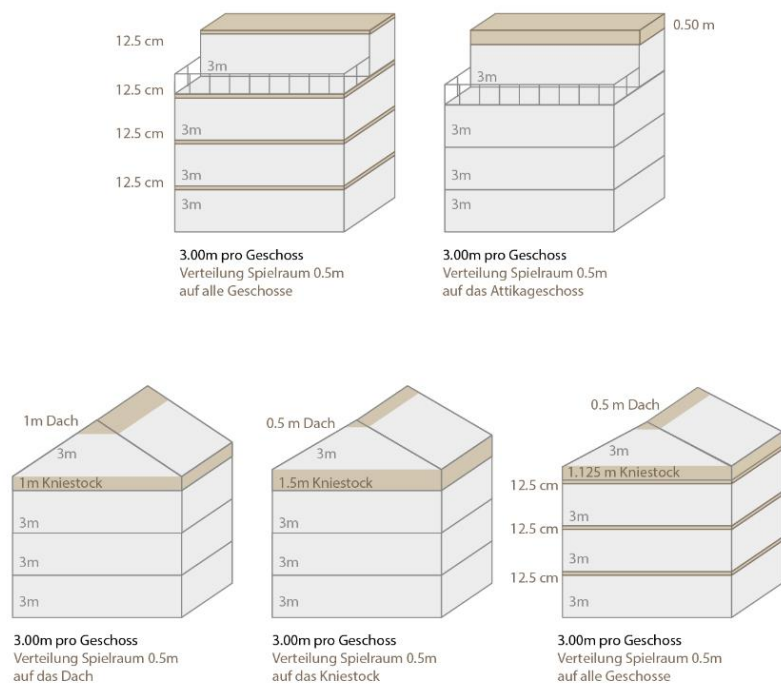 12.5 cm
3m
12.5 cm
3m
12.5 cm
3m
12.5 cm
3m
3.00m pro Geschoss
Verteilung Spielraum 0.5m
auf alle Geschosse
0.50 m
3m
3m
3m
3m
3.00m pro Geschoss
Verteilung Spielraum 0.5m
auf das Attikageschoss
1m Dach
3m
1m Kniestock
3m
3m
3m
3.00m pro Geschoss
Verteilung Spielraum 0.5m
auf das Dach
0.5 m Dach
3m
1.5m Kniestock
3m
3m
3m
3.00m pro Geschoss
Verteilung Spielraum 0.5m
auf das Kniestock
0.5 m Dach
3m
1.125 m Kniestock
12.5 cm
3m
12.5 cm
3m
12.5 cm
3m
3.00m pro Geschoss
Verteilung Spielraum 0.5m
auf alle Geschosse